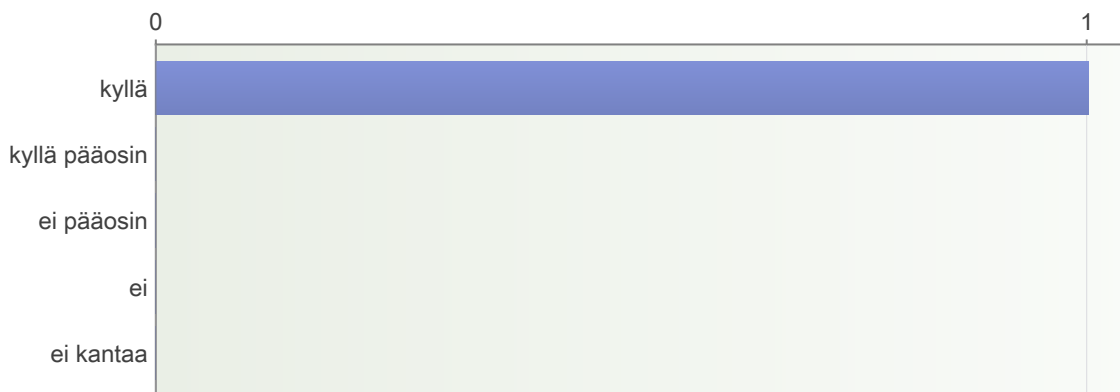 0 1
kyllä
kyllä pääosin
ei pääosin
ei
ei kantaa